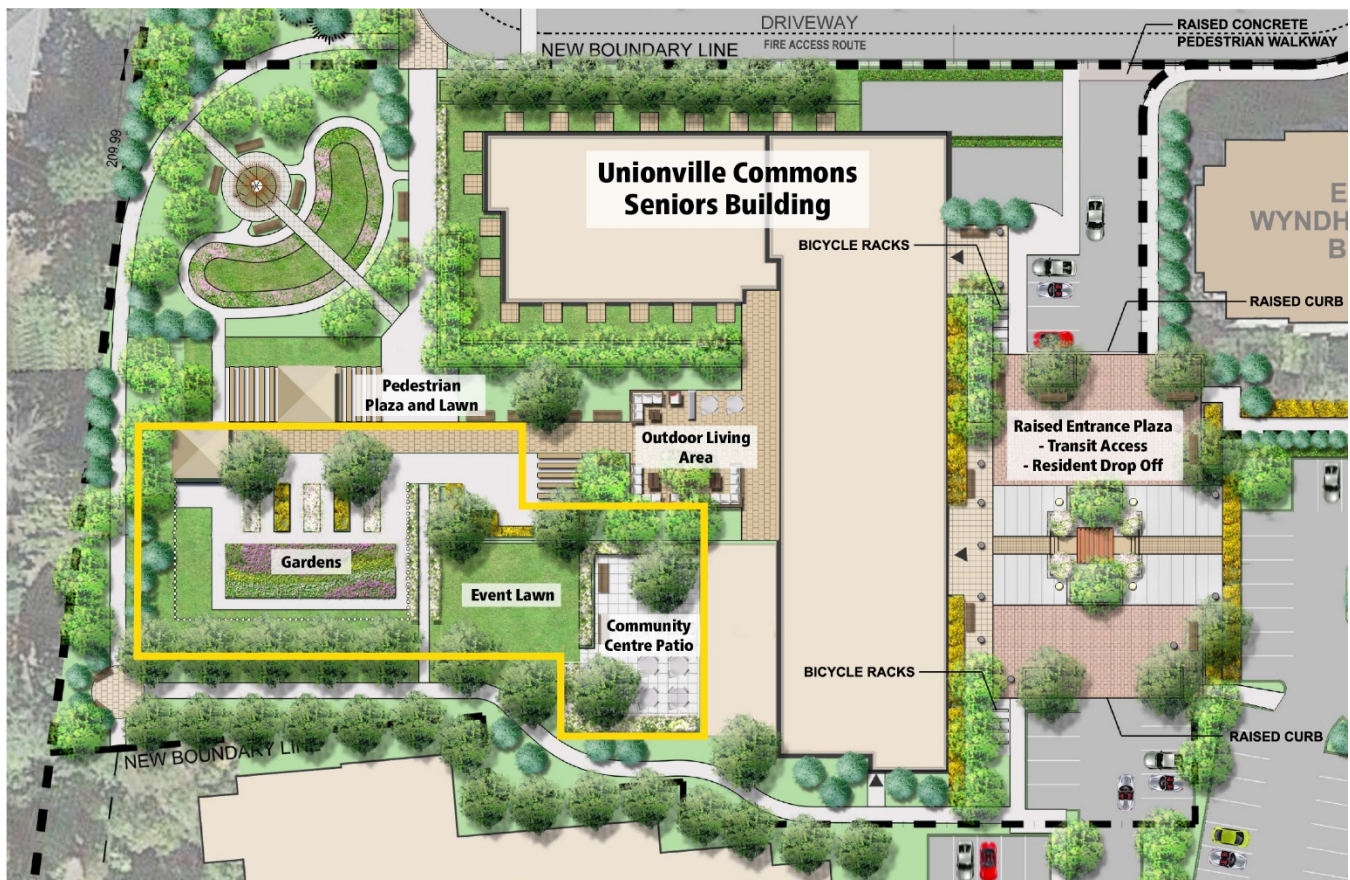 DRIVEWAY
FIRE ACCESS ROUTE
NEW BOUNDARY LINE
RAISED CONCRETE
PEDESTRIAN WALKWAY
209.99
Unionville Commons
Seniors Building
E
WYNDH
B
BICYCLE RACKS
RAISED CURB
Pedestrian
Plaza and Lawn
Outdoor Living
Area
Raised Entrance Plaza
- Transit Access
- Resident Drop Off
Gardens
Event Lawn
Community
Centre Patio
BICYCLE RACKS
RAISED CURB
NEW BOUNDARY LINE